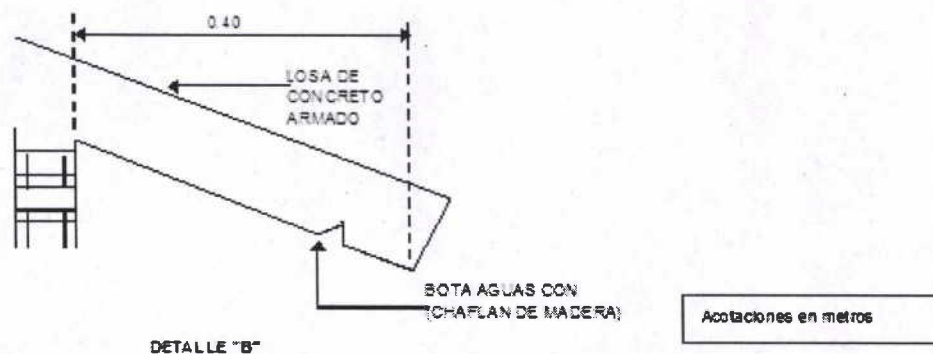 0.40
LOSA DE
CONCRETO
ARMADO
BOTA AGUAS CON
(CHAFLAN DE MADERA)
Acotaciones en metros
DETALLE "B"